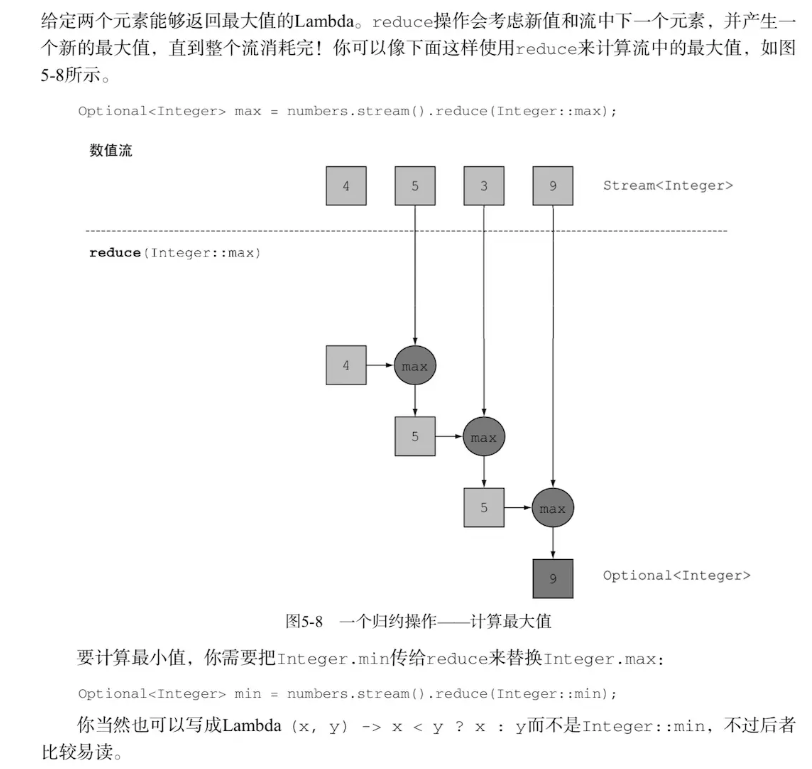 给定两个元素能够返回最大值的Lambda。reduce操作会考虑新值和流中下一个元素，并产生一
个新的最大值，直到整个流消耗完！你可以像下面这样使用reduce来计算流中的最大值，如图
5-8所示。
Optional<Integer> max = numbers.stream().reduce(Integer::max);
数值流
4 5 3 9 Stream<Integer>
reduce(Integer::max)
4 max
5 max
5 max
9 Optional<Integer>
图5-8 一个归约操作——计算最大值
要计算最小值，你需要把Integer.min传给reduce来替换Integer.max：
Optional<Integer> min = numbers.stream().reduce(Integer::min);
你当然也可以写成Lambda (x, y) -> x < y ? x : y而不是Integer::min，不过后者
比较易读。